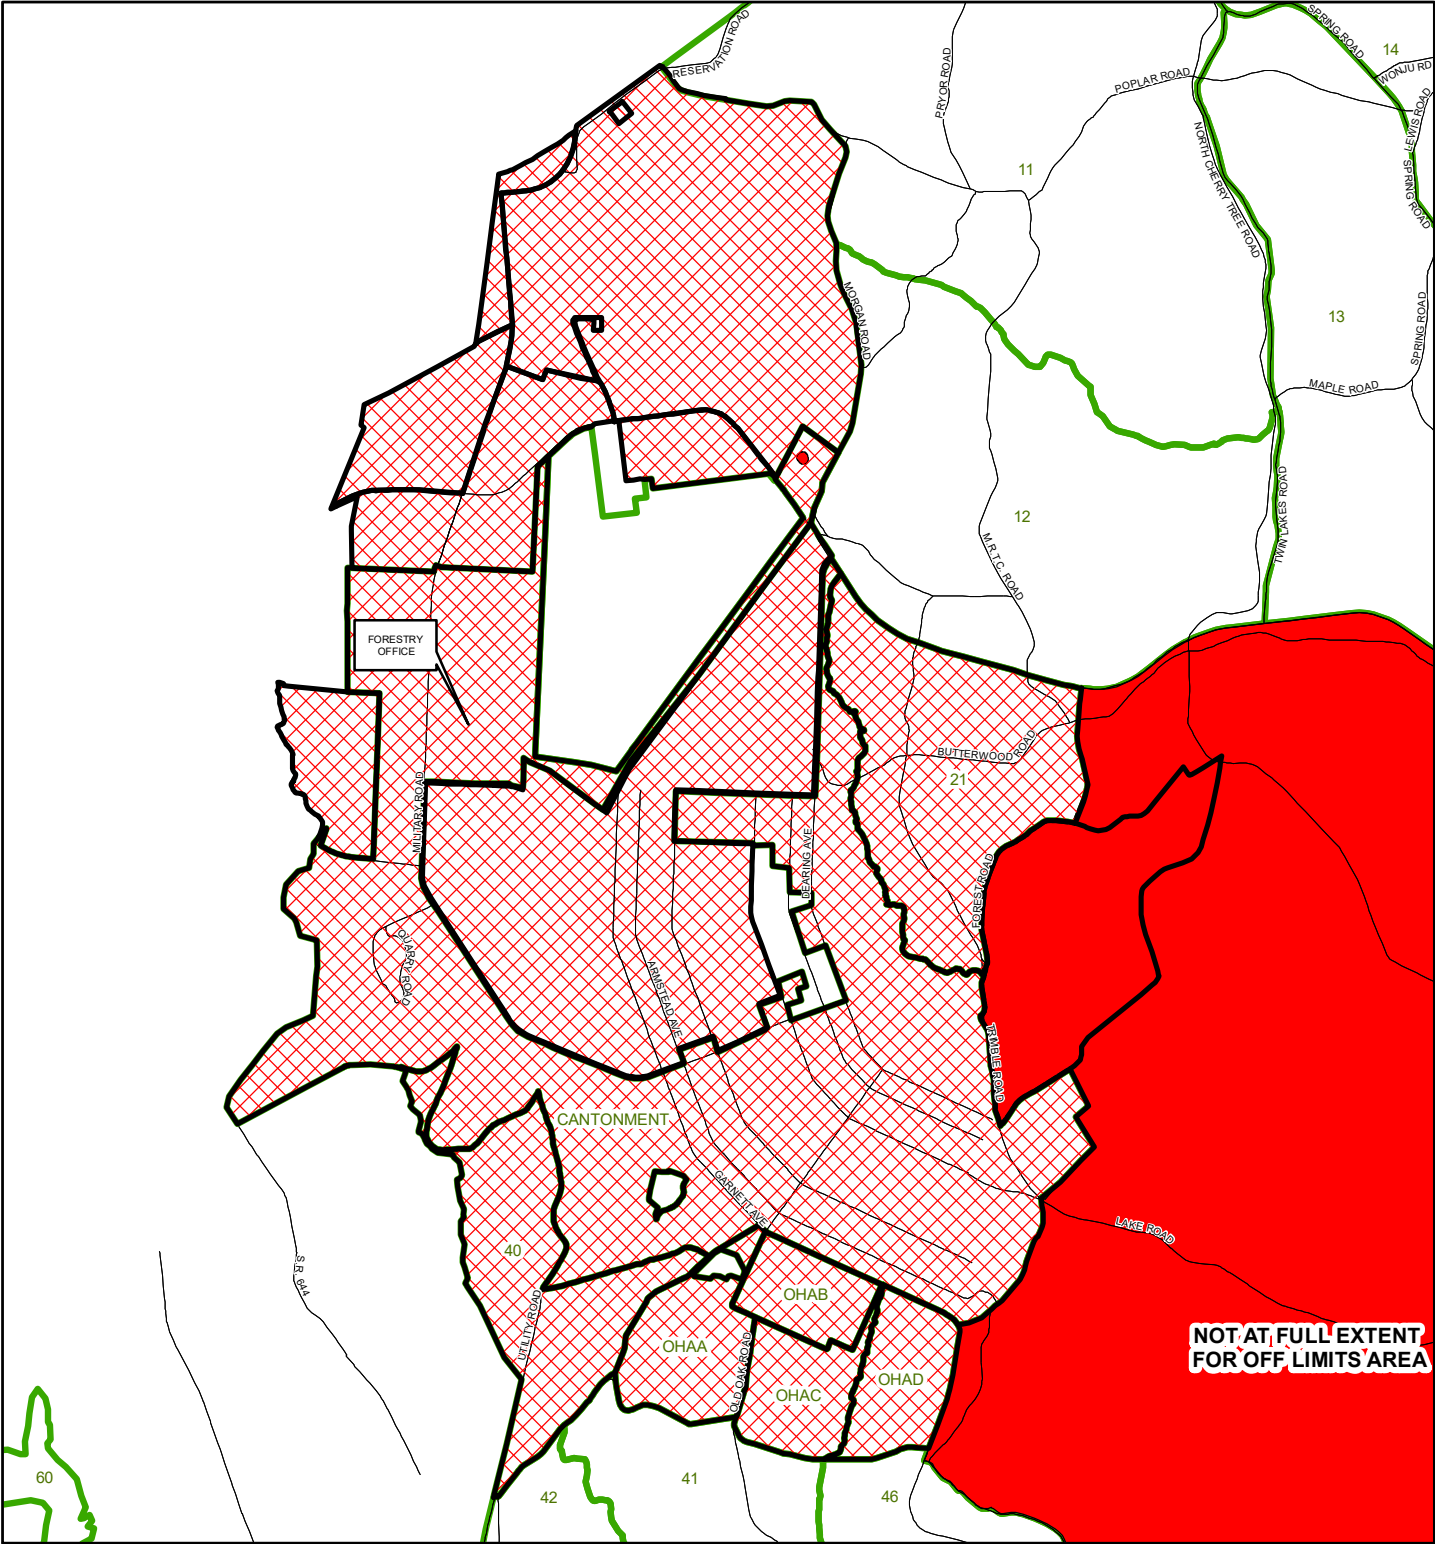 RESERVATION ROAD
PRYOR ROAD
SPRING ROAD
14
WONJU RD
POPLAR ROAD
LEWIS ROAD
NORTH CHERRY TREE ROAD
SPRING ROAD
11
MORGAN ROAD
13
SPRING ROAD
MAPLE ROAD
12
TWIN LAKES ROAD
M.R.T.C. ROAD
FORESTRY
OFFICE
BUTTERWOOD ROAD
21
MILITARY ROAD
DEARING AVE
FOREST ROAD
QUARRY ROAD
ARMSTEAD AVE
TRIMBLE ROAD
CANTONMENT
GARNETT AVE
LAKE ROAD
40
S.R. 644
OHAB
UTILITY ROAD
OHAA
OLD OAK ROAD
OHAC
OHAD
NOT AT FULL EXTENT
FOR OFF LIMITS AREA
60
42
41
46